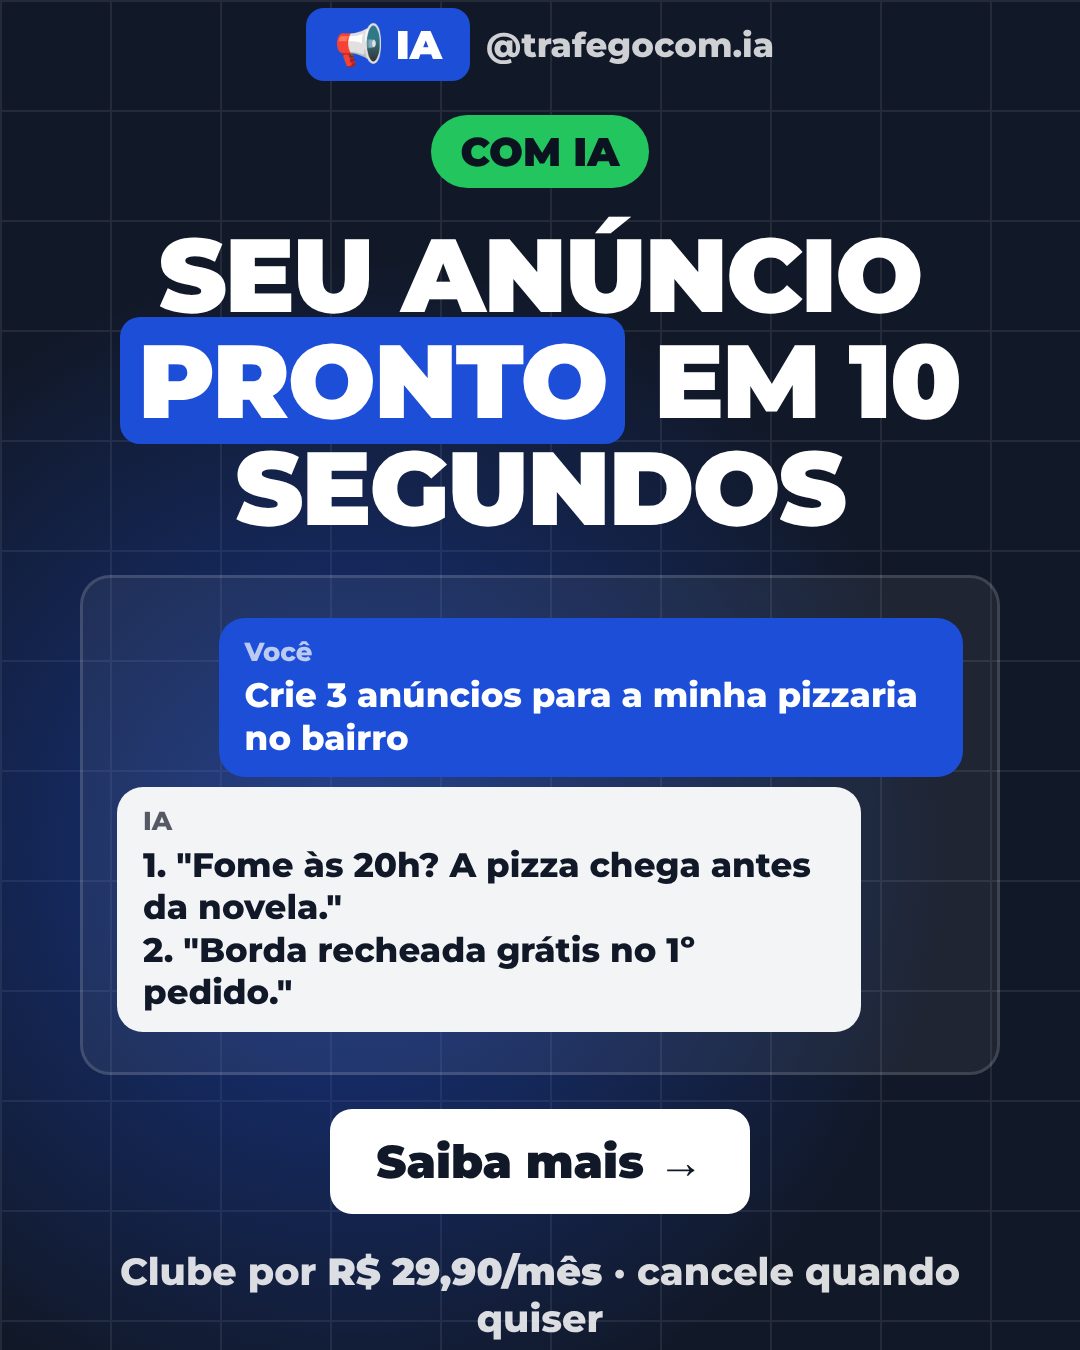 📢 IA @trafegocom.ia
COM IA
SEU ANÚNCIO
PRONTO EM 10
SEGUNDOS
Você
Crie 3 anúncios para a minha pizzaria
no bairro
IA
1. "Fome às 20h? A pizza chega antes
da novela."
2. "Borda recheada grátis no 1º
pedido."
Saiba mais →
Clube por R$ 29,90/mês · cancele quando
quiser